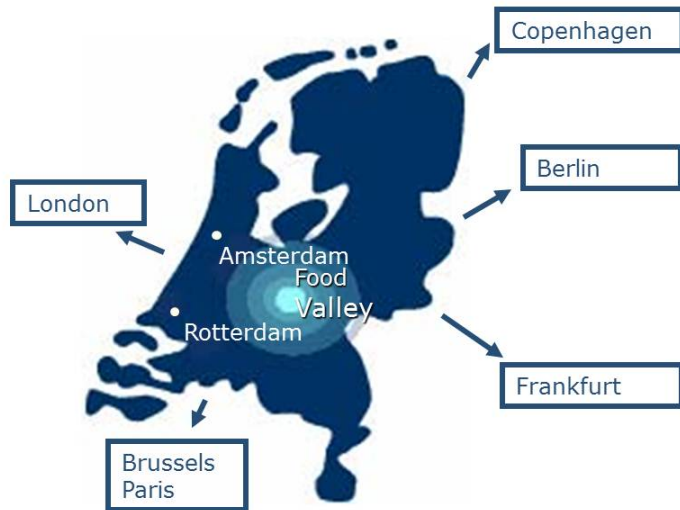 Copenhagen
Berlin
London
Amsterdam
Food
Valley
Rotterdam
Frankfurt
Brussels
Paris